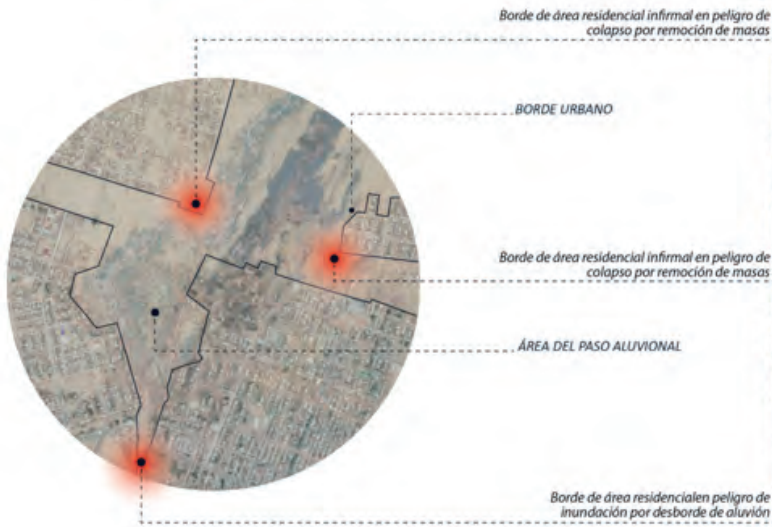 Borde de área residencial infirmal en peligro de
colapso por remoción de masas
BORDE URBANO
Borde de área residencial infirmal en peligro de
colapso por remoción de masas
ÁREA DEL PASO ALUVIONAL
Borde de área residencialen peligro de
inundación por desborde de aluvión